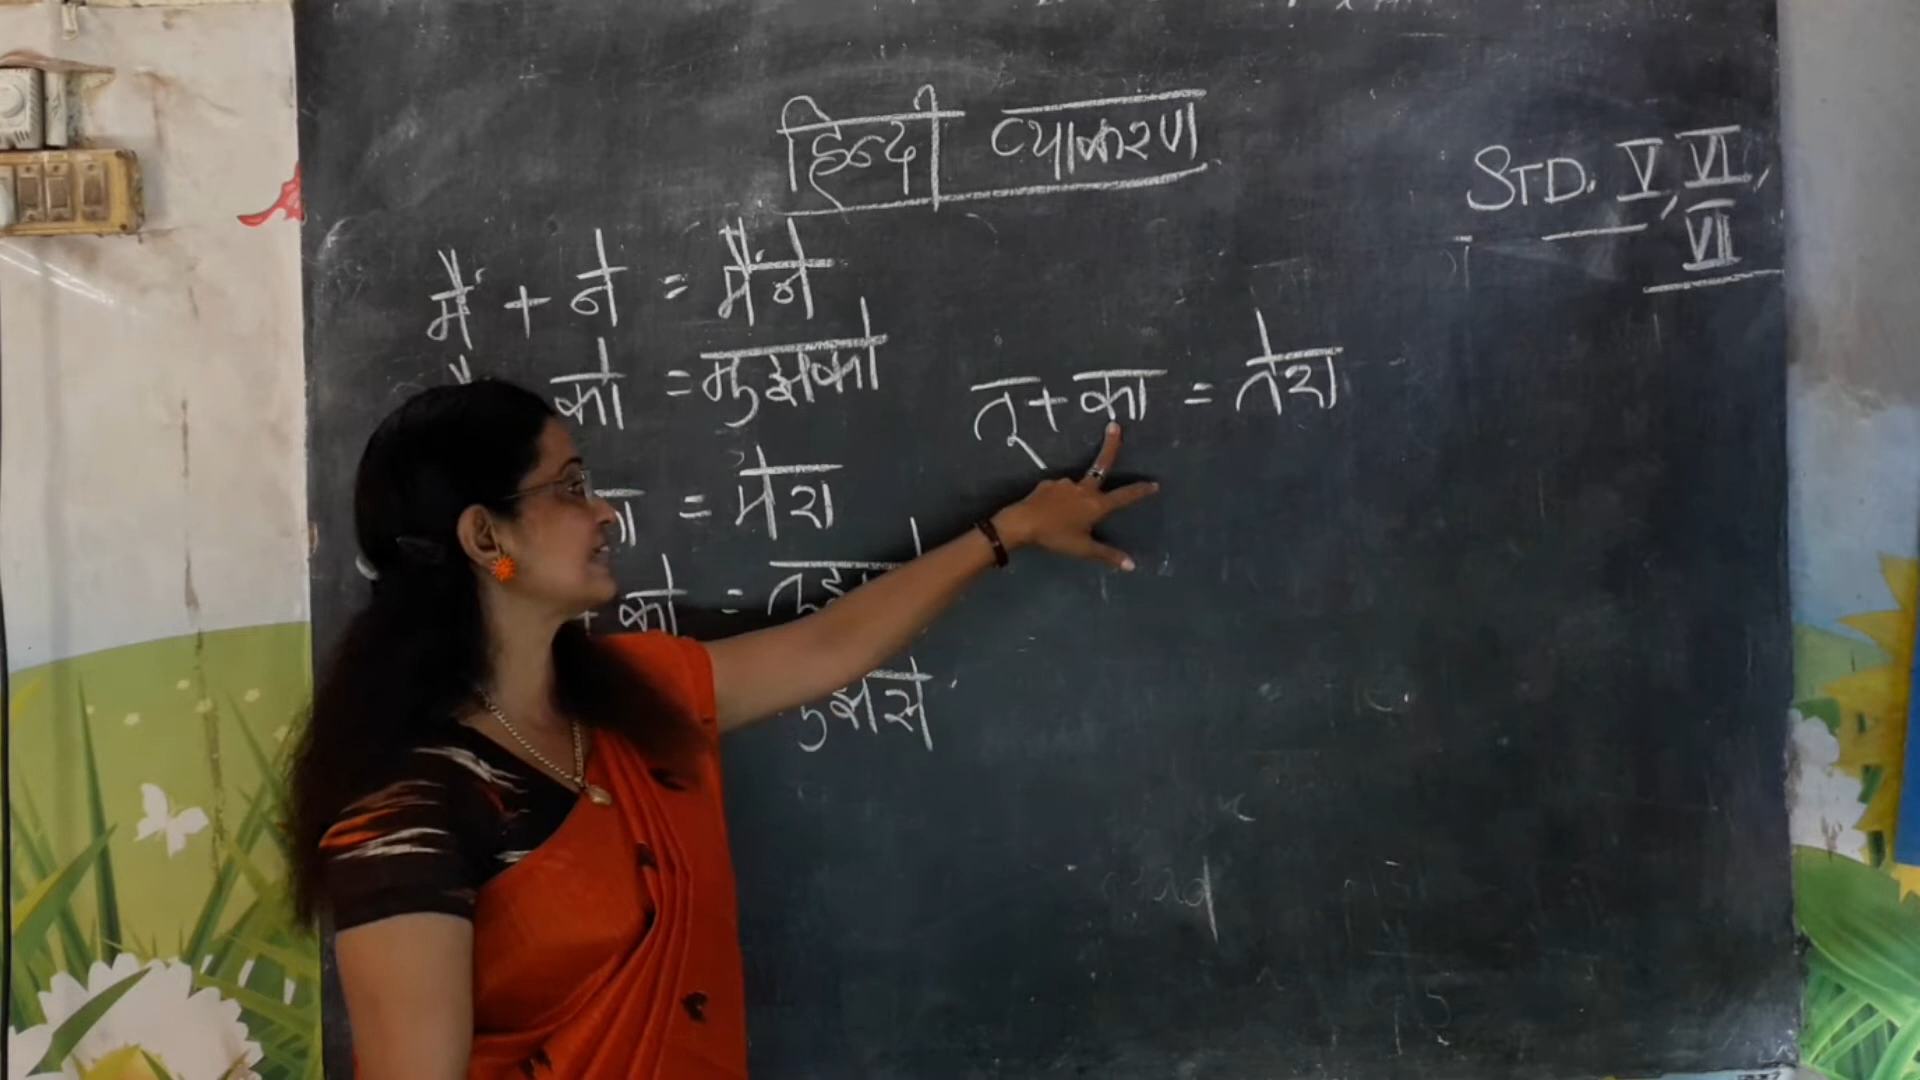 हिन्दी व्याकरण
STD. V, VI,
VII
मैं + ने = मैंने
को = मुझको
= मेरा
+ को =
तू + का = तेरा